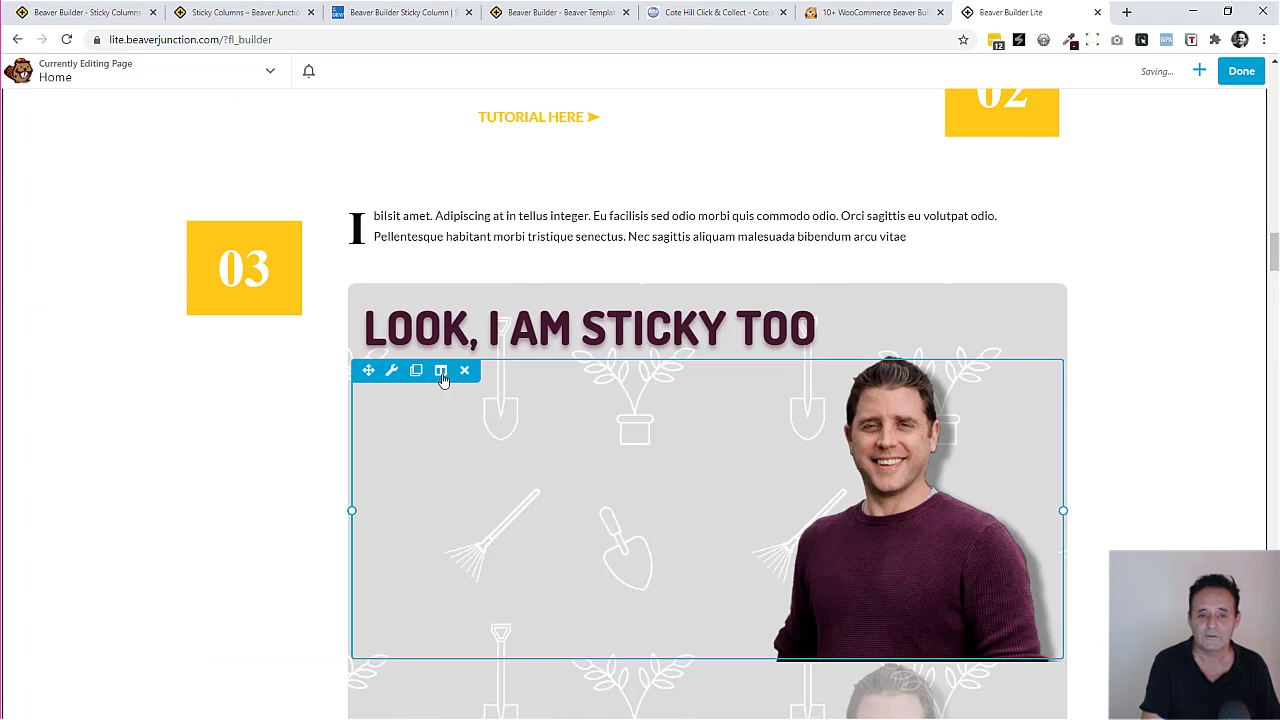 Beaver Builder - Sticky Columns
Sticky Columns – Beaver Junctio
DEV
Beaver Builder Sticky Column | S
Beaver Builder - Beaver Templat
Cote Hill Click & Collect - Cote
10+ WooCommerce Beaver Bui
Beaver Builder Lite
lite.beaverjunction.com/?fl_builder
12
WPA
T
Currently Editing Page
Home
Saving...
Done
TUTORIAL HERE ➤
02
03
Ibilsit amet. Adipiscing at in tellus integer. Eu facilisis sed odio morbi quis commodo odio. Orci sagittis eu volutpat odio.
Pellentesque habitant morbi tristique senectus. Nec sagittis aliquam malesuada bibendum arcu vitae
LOOK, I AM STICKY TOO